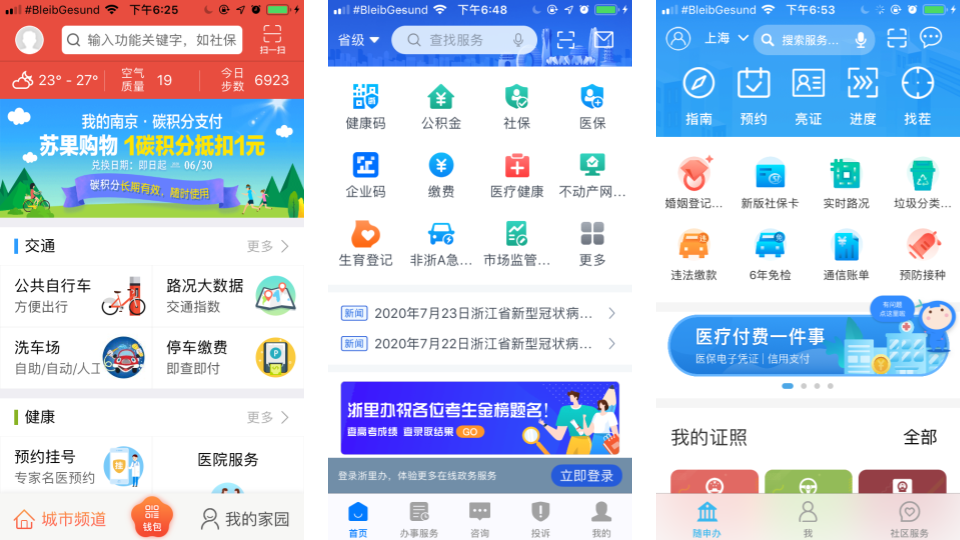 #BleibGesund 下午6:25
输入功能关键字，如社保
扫一扫
23° - 27°
空气
质量
19
今日
步数
6923
我的南京·碳积分支付
苏果购物 1碳积分抵扣1元
兑换日期：即日起 — 06/30
碳积分长期有效，随时使用
交通
更多
公共自行车
方便出行
路况大数据
交通指数
洗车场
自助/自动/人工
停车缴费
即查即付
健康
更多
预约挂号
专家名医预约
医院服务
城市频道
钱包
我的家园
#BleibGesund 下午6:48
省级
查找服务
健康码
公积金
社保
医保
企业码
缴费
医疗健康
不动产网…
生育登记
非浙A急…
市场监管…
更多
新闻 2020年7月23日浙江省新型冠状病…
新闻 2020年7月22日浙江省新型冠状病…
浙里办祝各位考生金榜题名!
查高考成绩 查录取结果 GO
登录浙里办，体验更多在线政务服务
立即登录
首页
办事服务
咨询
投诉
我的
#BleibGesund 下午6:53
上海
搜索服务…
指南
预约
亮证
进度
找茬
婚姻登记…
新版社保卡
实时路况
垃圾分类…
违法缴款
6年免检
通信账单
预防接种
有问题
点这里啦
医疗付费一件事
医保电子凭证 | 信用支付
我的证照
全部
随申办
我
社区服务